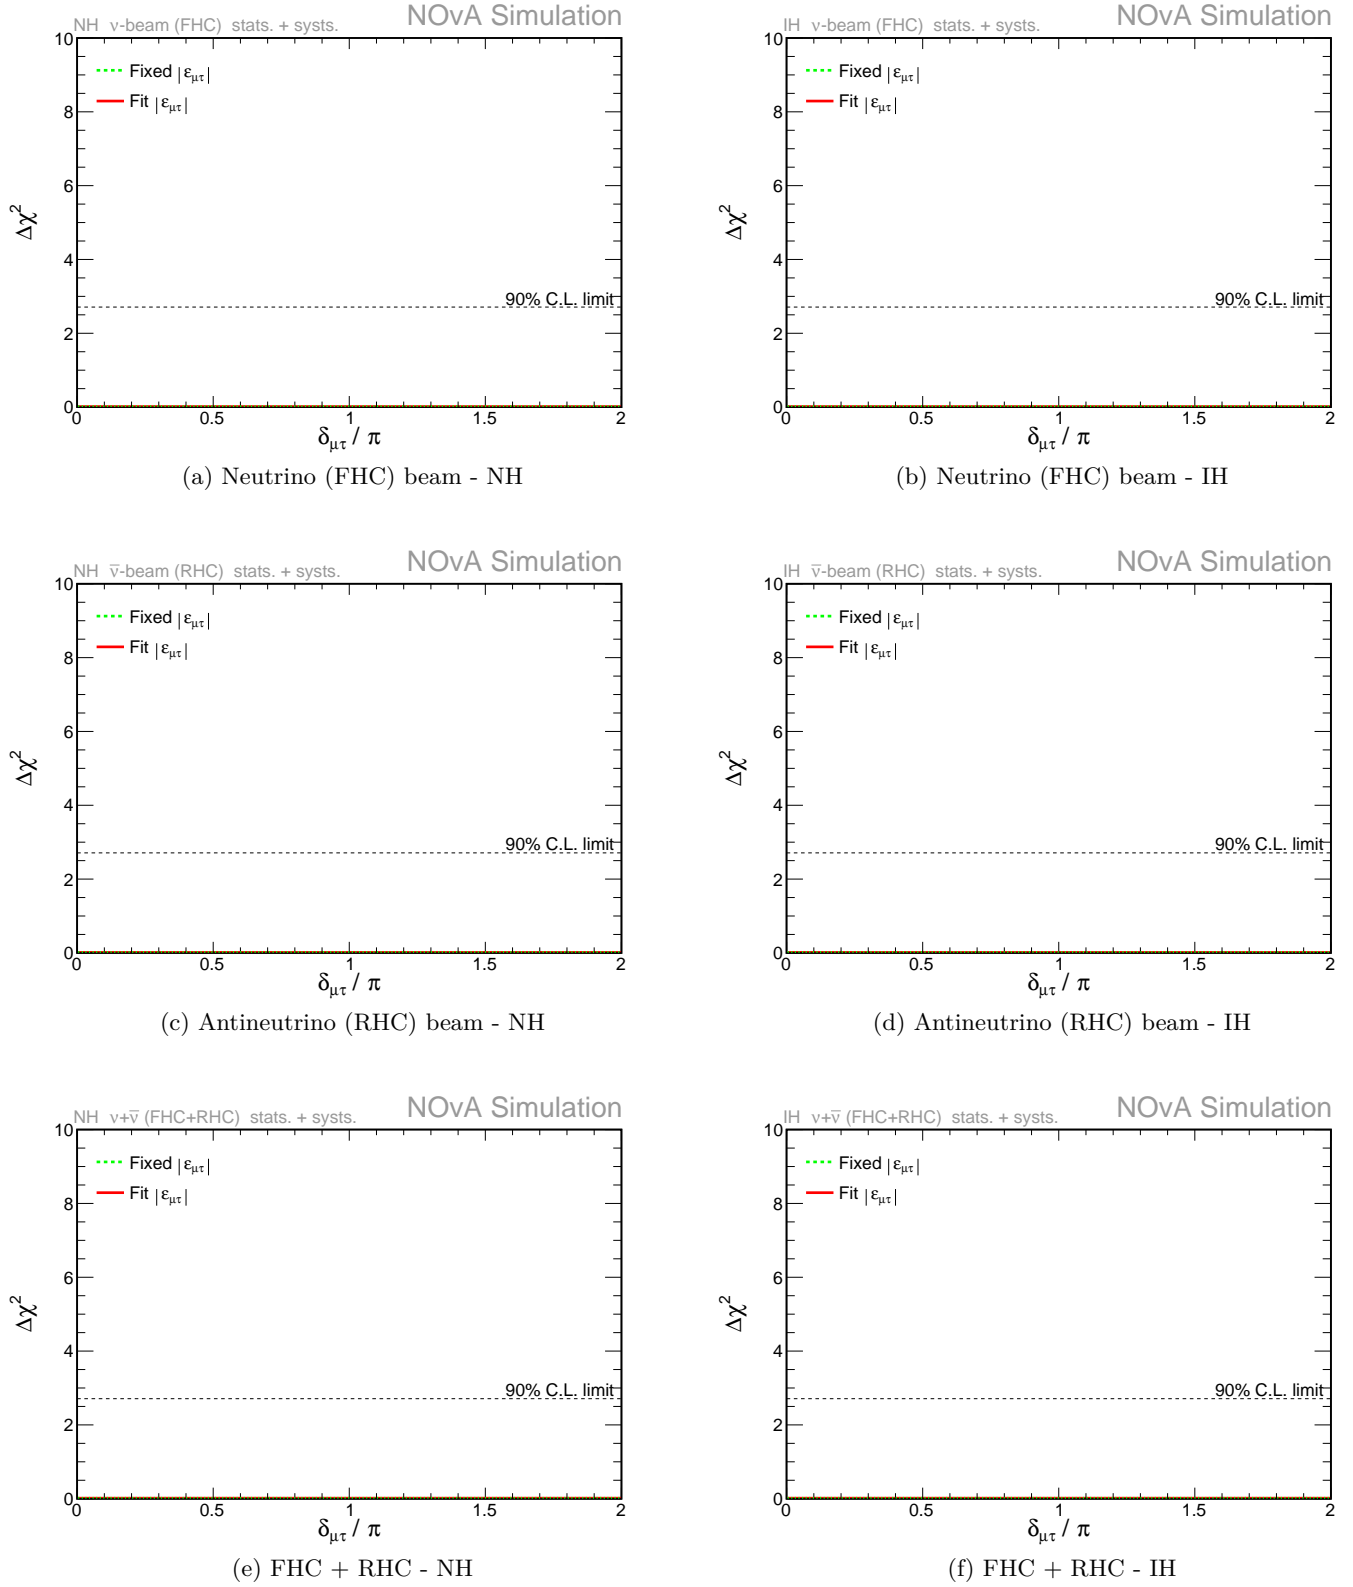 NH ν-beam (FHC) stats. + systs. NOvA Simulation
10
Fixed |εμτ|
Fit |εμτ|
8
6
Δχ2
4
90% C.L. limit
2
0
0 0.5 1 1.5 2
δμτ / π
(a) Neutrino (FHC) beam - NH
IH ν-beam (FHC) stats. + systs. NOvA Simulation
10
Fixed |εμτ|
Fit |εμτ|
8
6
Δχ2
4
90% C.L. limit
2
0
0 0.5 1 1.5 2
δμτ / π
(b) Neutrino (FHC) beam - IH
NH ν̅-beam (RHC) stats. + systs. NOvA Simulation
10
Fixed |εμτ|
Fit |εμτ|
8
6
Δχ2
4
90% C.L. limit
2
0
0 0.5 1 1.5 2
δμτ / π
(c) Antineutrino (RHC) beam - NH
IH ν̅-beam (RHC) stats. + systs. NOvA Simulation
10
Fixed |εμτ|
Fit |εμτ|
8
6
Δχ2
4
90% C.L. limit
2
0
0 0.5 1 1.5 2
δμτ / π
(d) Antineutrino (RHC) beam - IH
NH ν+ν̅ (FHC+RHC) stats. + systs. NOvA Simulation
10
Fixed |εμτ|
Fit |εμτ|
8
6
Δχ2
4
90% C.L. limit
2
0
0 0.5 1 1.5 2
δμτ / π
(e) FHC + RHC - NH
IH ν+ν̅ (FHC+RHC) stats. + systs. NOvA Simulation
10
Fixed |εμτ|
Fit |εμτ|
8
6
Δχ2
4
90% C.L. limit
2
0
0 0.5 1 1.5 2
δμτ / π
(f) FHC + RHC - IH